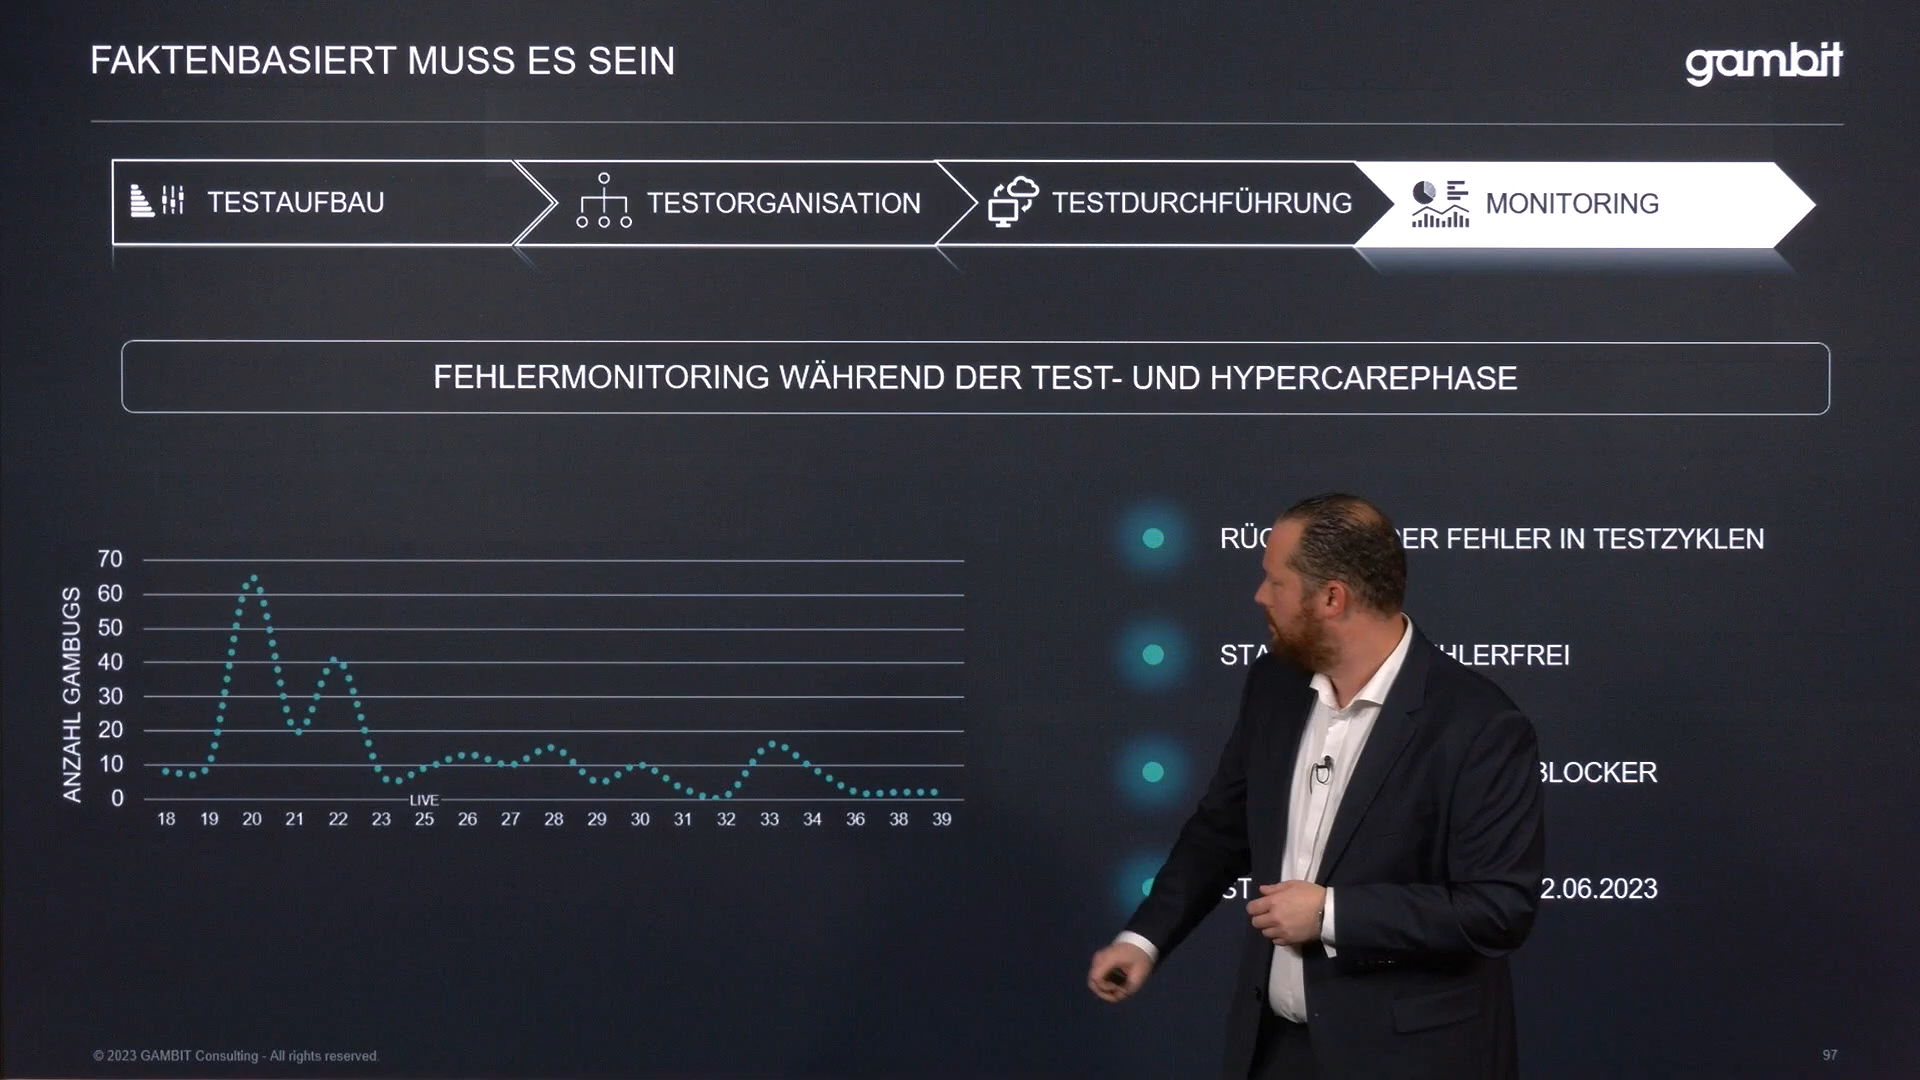 FAKTENBASIERT MUSS ES SEIN
gambit
TESTAUFBAU
TESTORGANISATION
TESTDURCHFÜHRUNG
MONITORING
FEHLERMONITORING WÄHREND DER TEST- UND HYPERCAREPHASE
ANZAHL GAMBUGS
70
60
50
40
30
20
10
0
LIVE
18 19 20 21 22 23 25 26 27 28 29 30 31 32 33 34 36 38 39
FEHLER IN TESTZYKLEN
2.06.2023
© 2023 GAMBIT Consulting - All rights reserved.
97